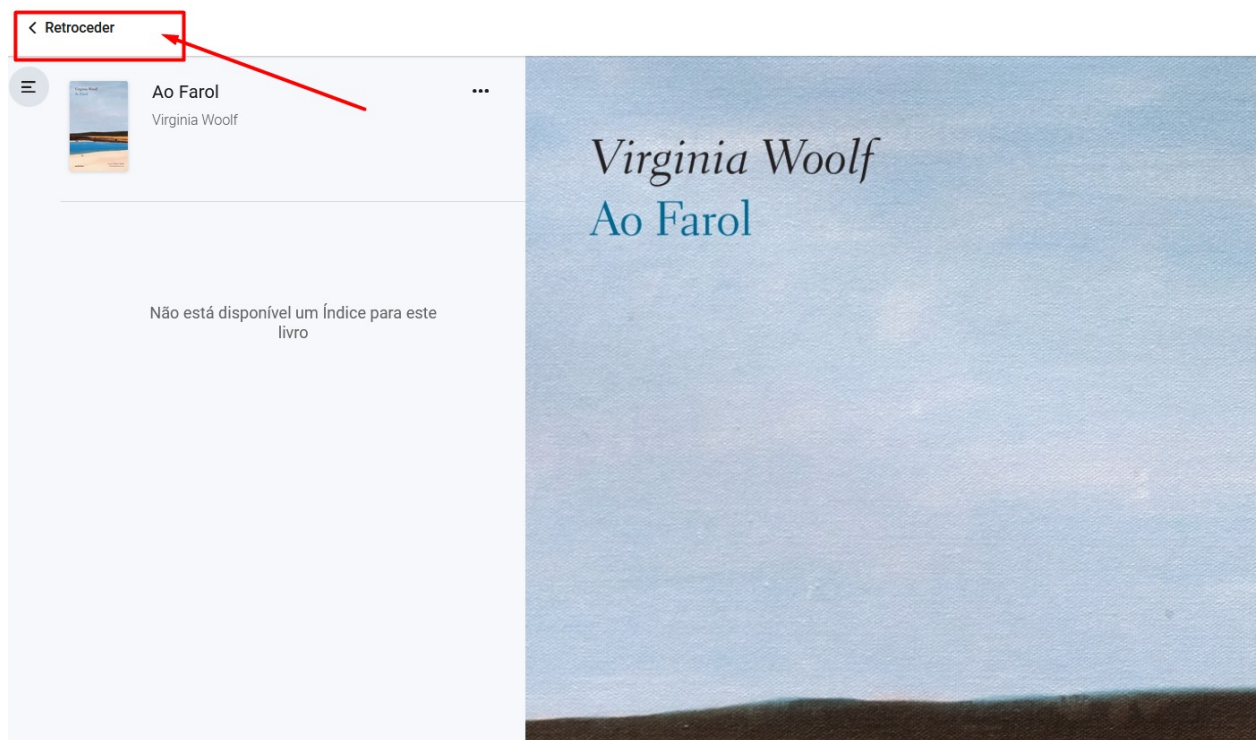 Retroceder
Ao Farol
Virginia Woolf
Não está disponível um Índice para este
livro
Virginia Woolf
Ao Farol